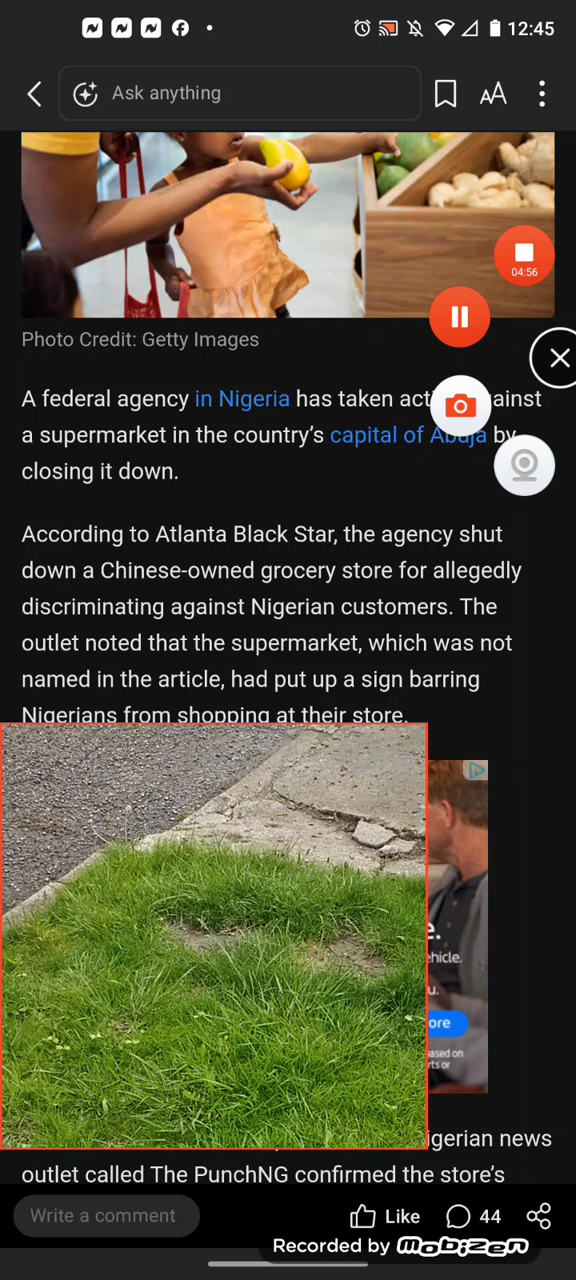 12:45
Ask anything
AA
04:56
Photo Credit: Getty Images
A federal agency in Nigeria has taken against
a supermarket in the country's capital of Abuja by
closing it down.
According to Atlanta Black Star, the agency shut
down a Chinese-owned grocery store for allegedly
discriminating against Nigerian customers. The
outlet noted that the supermarket, which was not
named in the article, had put up a sign barring
Nigerians from shopping at their store.
igerian news
outlet called The PunchNG confirmed the store's
Write a comment
Like
44
Recorded by mobizen